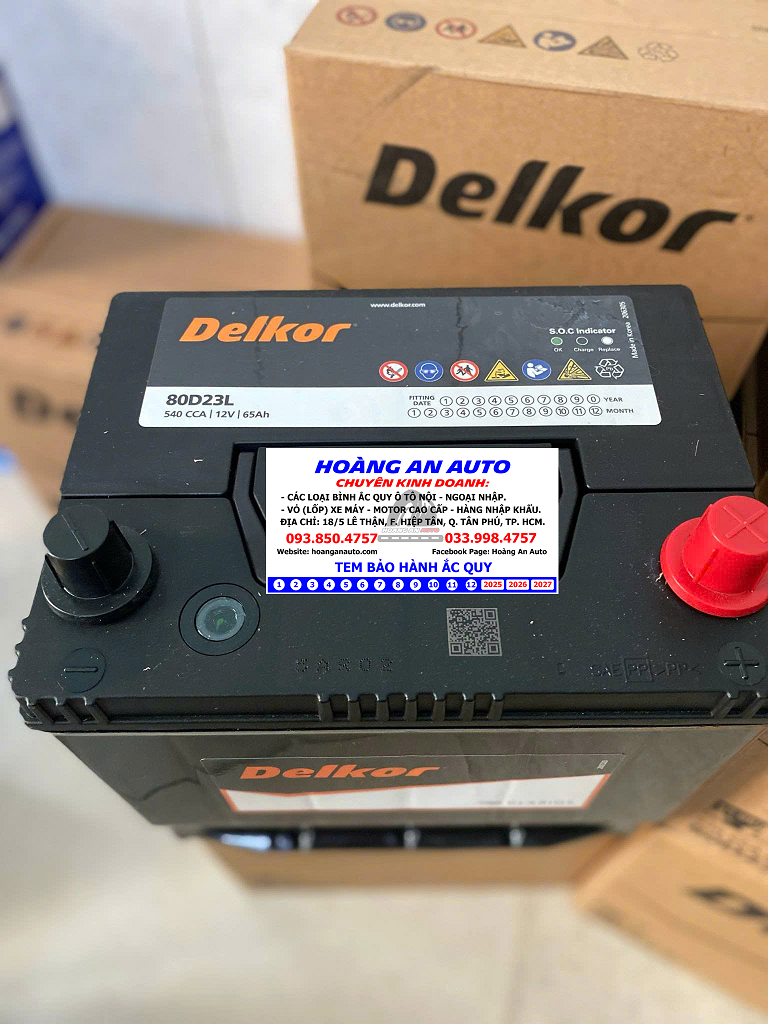 Delkor
www.delkor.com
Delkor
S.O.C Indicator
OK Charge Replace
Made in Korea 206305
80D23L
540 CCA | 12V | 65Ah
FITTING DATE 1 2 3 4 5 6 7 8 9 0 YEAR
1 2 3 4 5 6 7 8 9 10 11 12 MONTH
HOÀNG AN AUTO
CHUYÊN KINH DOANH:
- CÁC LOẠI BÌNH ẮC QUY Ô TÔ NỘI - NGOẠI NHẬP.
- VỎ (LỐP) XE MÁY - MOTOR CAO CẤP - HÀNG NHẬP KHẨU.
HOANGAN AUTO
ĐỊA CHỈ: 18/5 LÊ THẬN, F. HIỆP TÂN, Q. TÂN PHÚ, TP. HCM.
093.850.4757 033.998.4757
Website: hoanganauto.com Facebook Page: Hoàng An Auto
TEM BẢO HÀNH ẮC QUY
1 2 3 4 5 6 7 8 9 10 11 12 2025 2026 2027
PP >PP<
Delkor